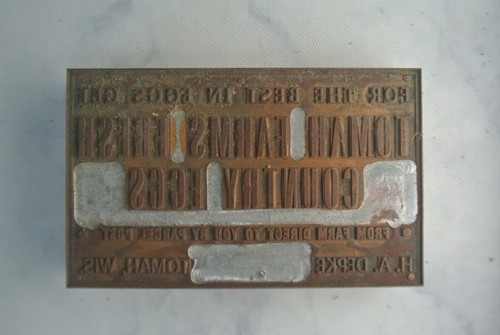 FOR THE BEST IN EGGS GET
TOMAH FARMS FRESH
COUNTRY EGGS
FROM FARM DIRECT TO YOU BY PARCEL POST
H. A. DEPKE TOMAH, WIS.